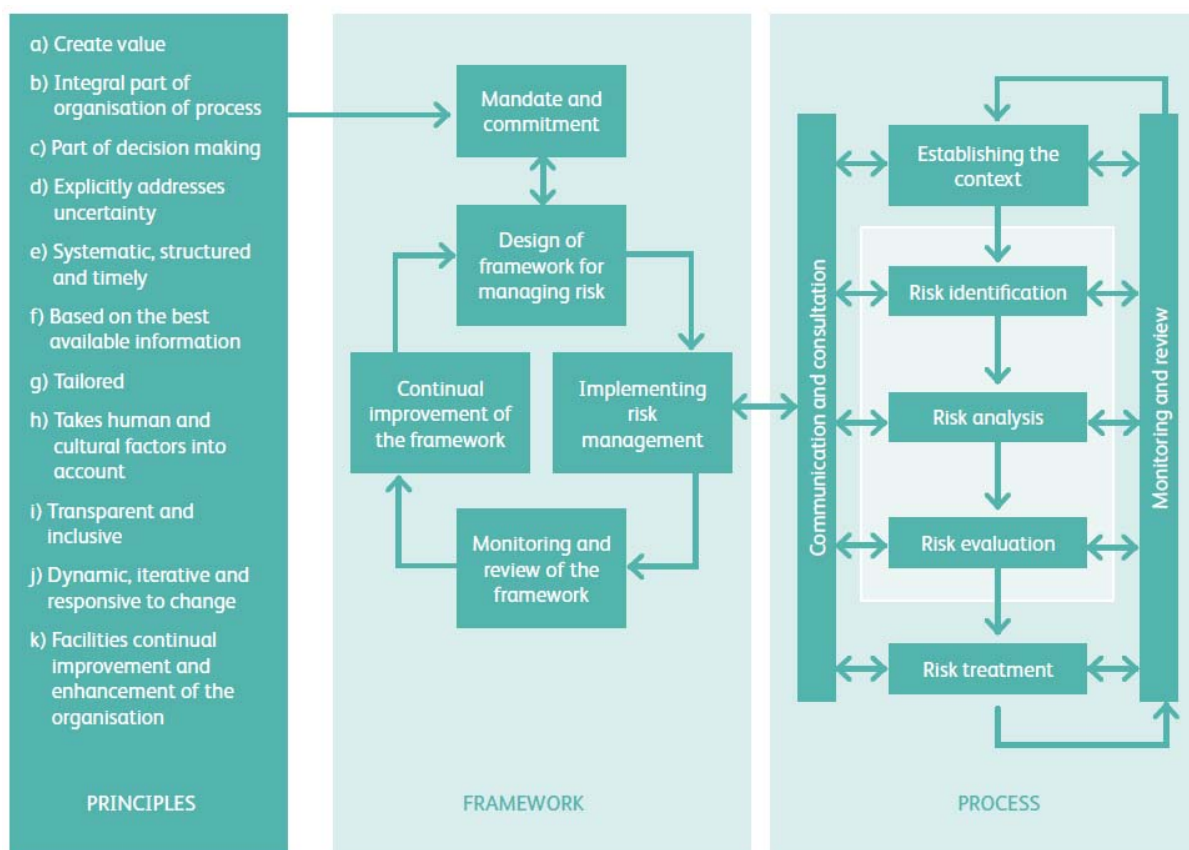 a) Create value
b) Integral part of
organisation of process
c) Part of decision making
d) Explicitly addresses
uncertainty
e) Systematic, structured
and timely
f) Based on the best
available information
g) Tailored
h) Takes human and
cultural factors into
account
i) Transparent and
inclusive
j) Dynamic, iterative and
responsive to change
k) Facilities continual
improvement and
enhancement of the
organisation
PRINCIPLES
Mandate and
commitment
Design of
framework for
managing risk
Continual
improvement of
the framework
Implementing
risk
management
Monitoring and
review of the
framework
FRAMEWORK
Communication and consultation
Establishing the
context
Risk identification
Risk analysis
Risk evaluation
Risk treatment
Monitoring and review
PROCESS